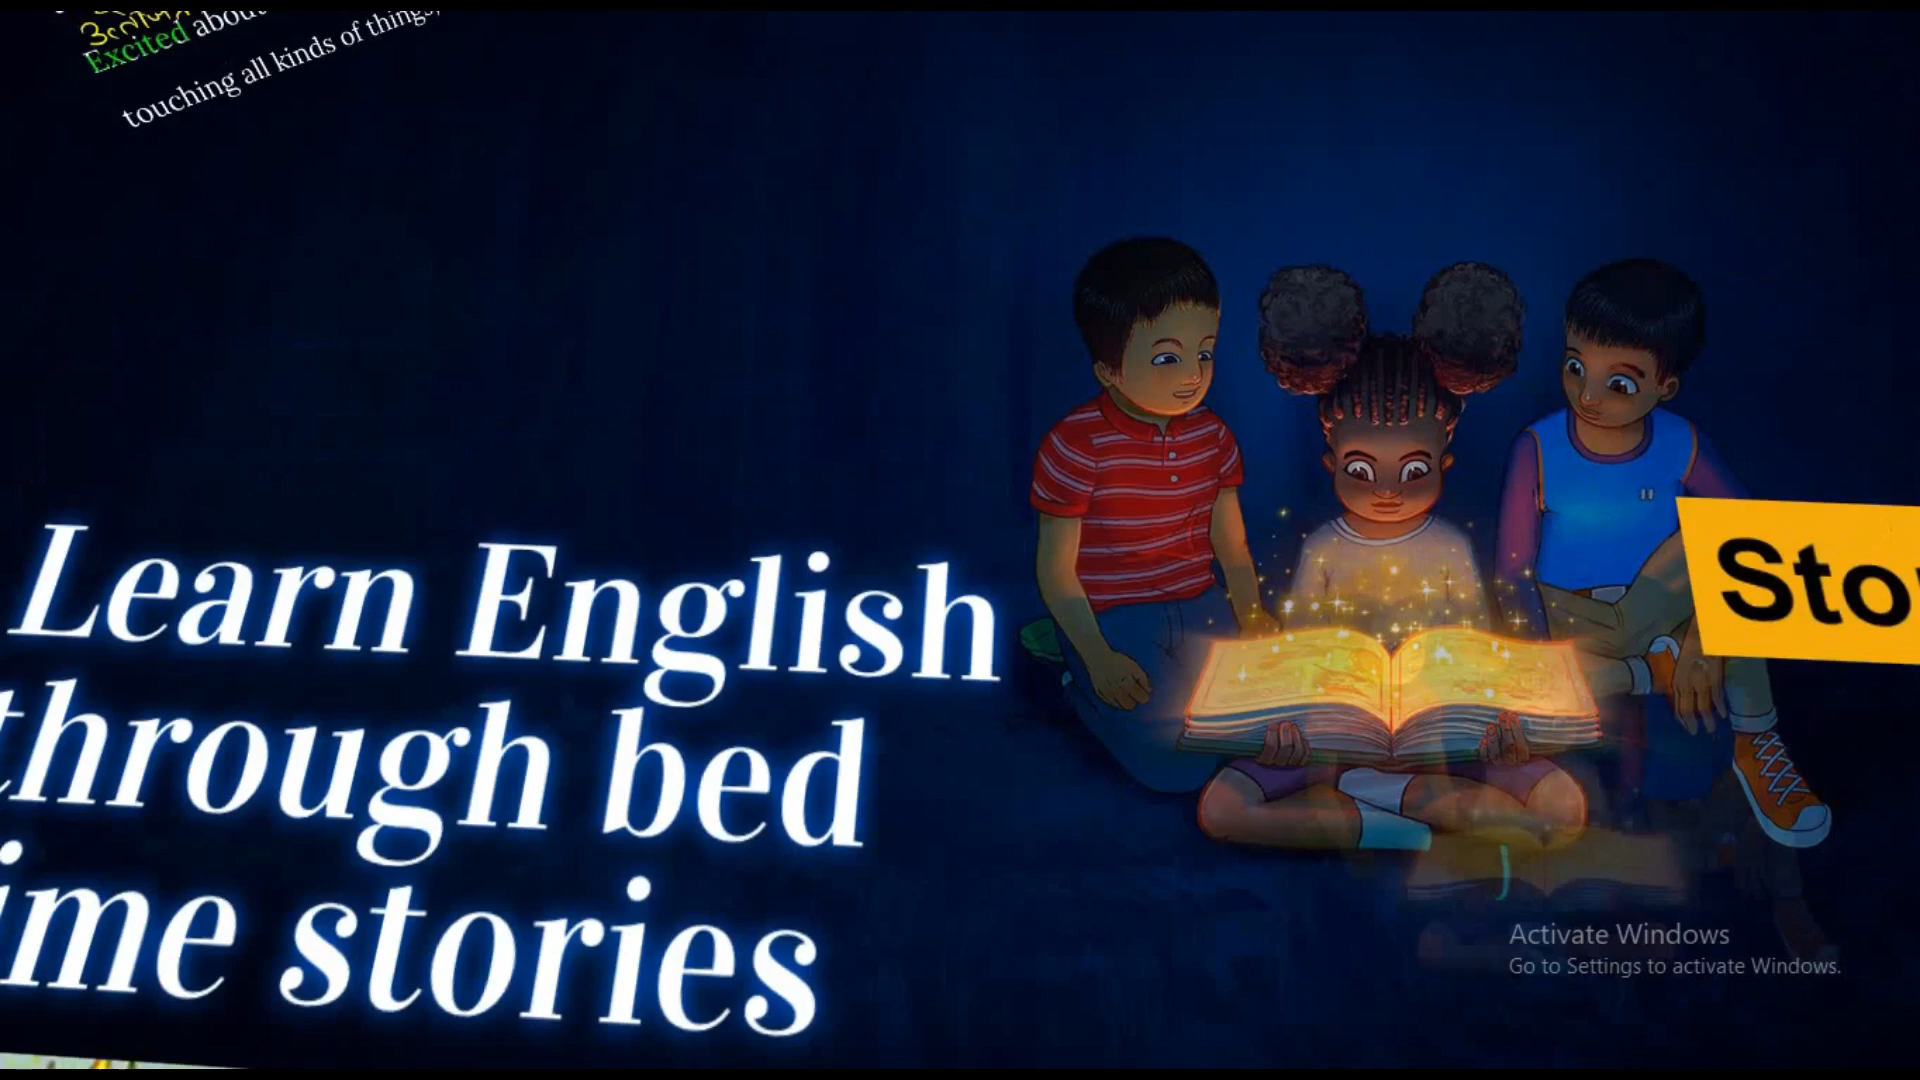 Excited about
touching all kinds of things,
Learn English
through bed
ime stories
Sto
Activate Windows
Go to Settings to activate Windows.